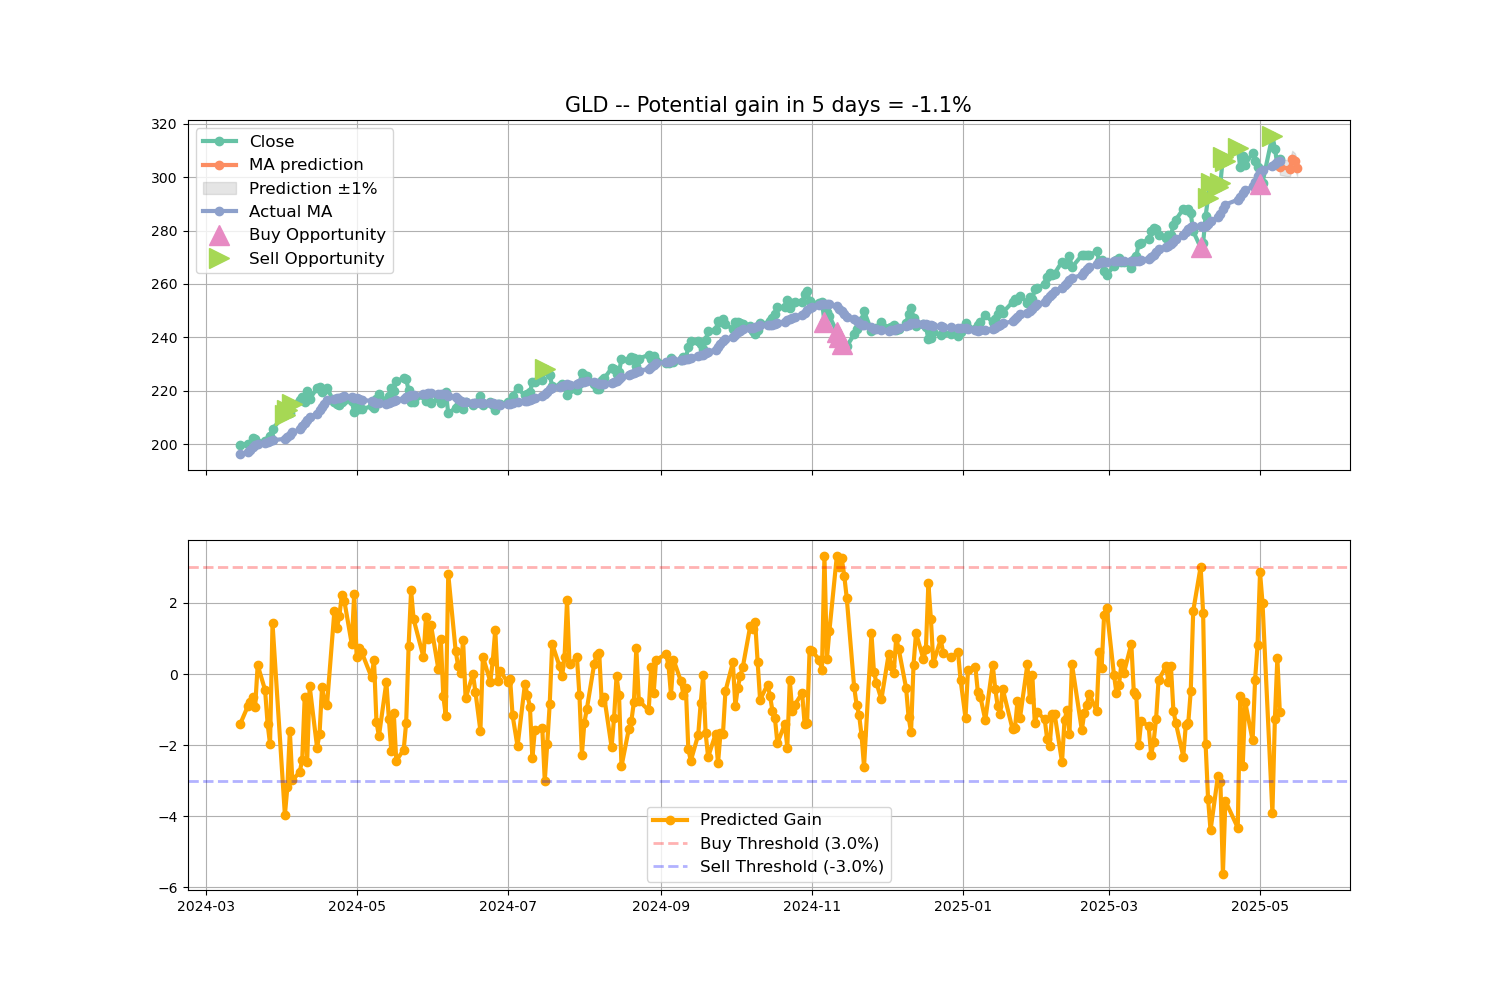 GLD -- Potential gain in 5 days = -1.1%
320
300
280
260
240
220
200
Close
MA prediction
Prediction ±1%
Actual MA
Buy Opportunity
Sell Opportunity
2
0
−2
−4
−6
Predicted Gain
Buy Threshold (3.0%)
Sell Threshold (-3.0%)
2024-03
2024-05
2024-07
2024-09
2024-11
2025-01
2025-03
2025-05